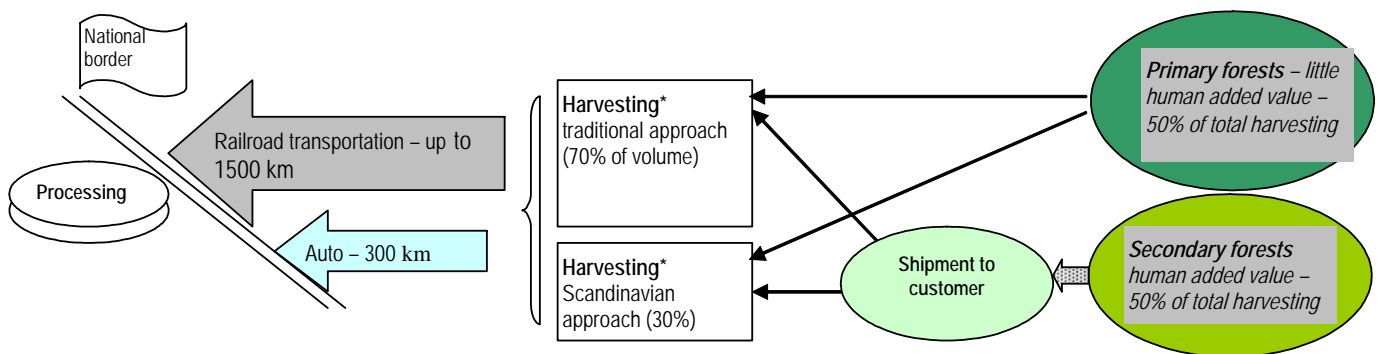 National
border
Processing
Railroad transportation – up to
1500 km
Auto – 300 km
Harvesting*
traditional approach
(70% of volume)
Harvesting*
Scandinavian
approach (30%)
Shipment to
customer
Primary forests – little
human added value –
50% of total harvesting
Secondary forests
human added value –
50% of total harvesting